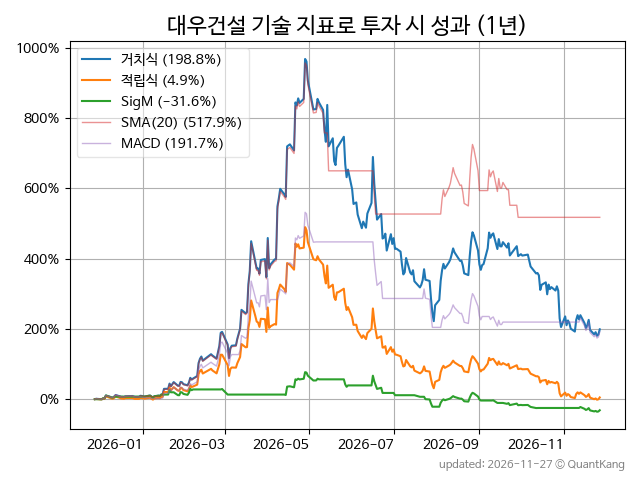 대우건설 기술 지표로 투자 시 성과 (1년)
1000%
800%
600%
400%
200%
0%
거치식 (198.8%)
적립식 (4.9%)
SigM (-31.6%)
SMA(20) (517.9%)
MACD (191.7%)
2026-01 2026-03 2026-05 2026-07 2026-09 2026-11
updated: 2026-11-27 © QuantKang